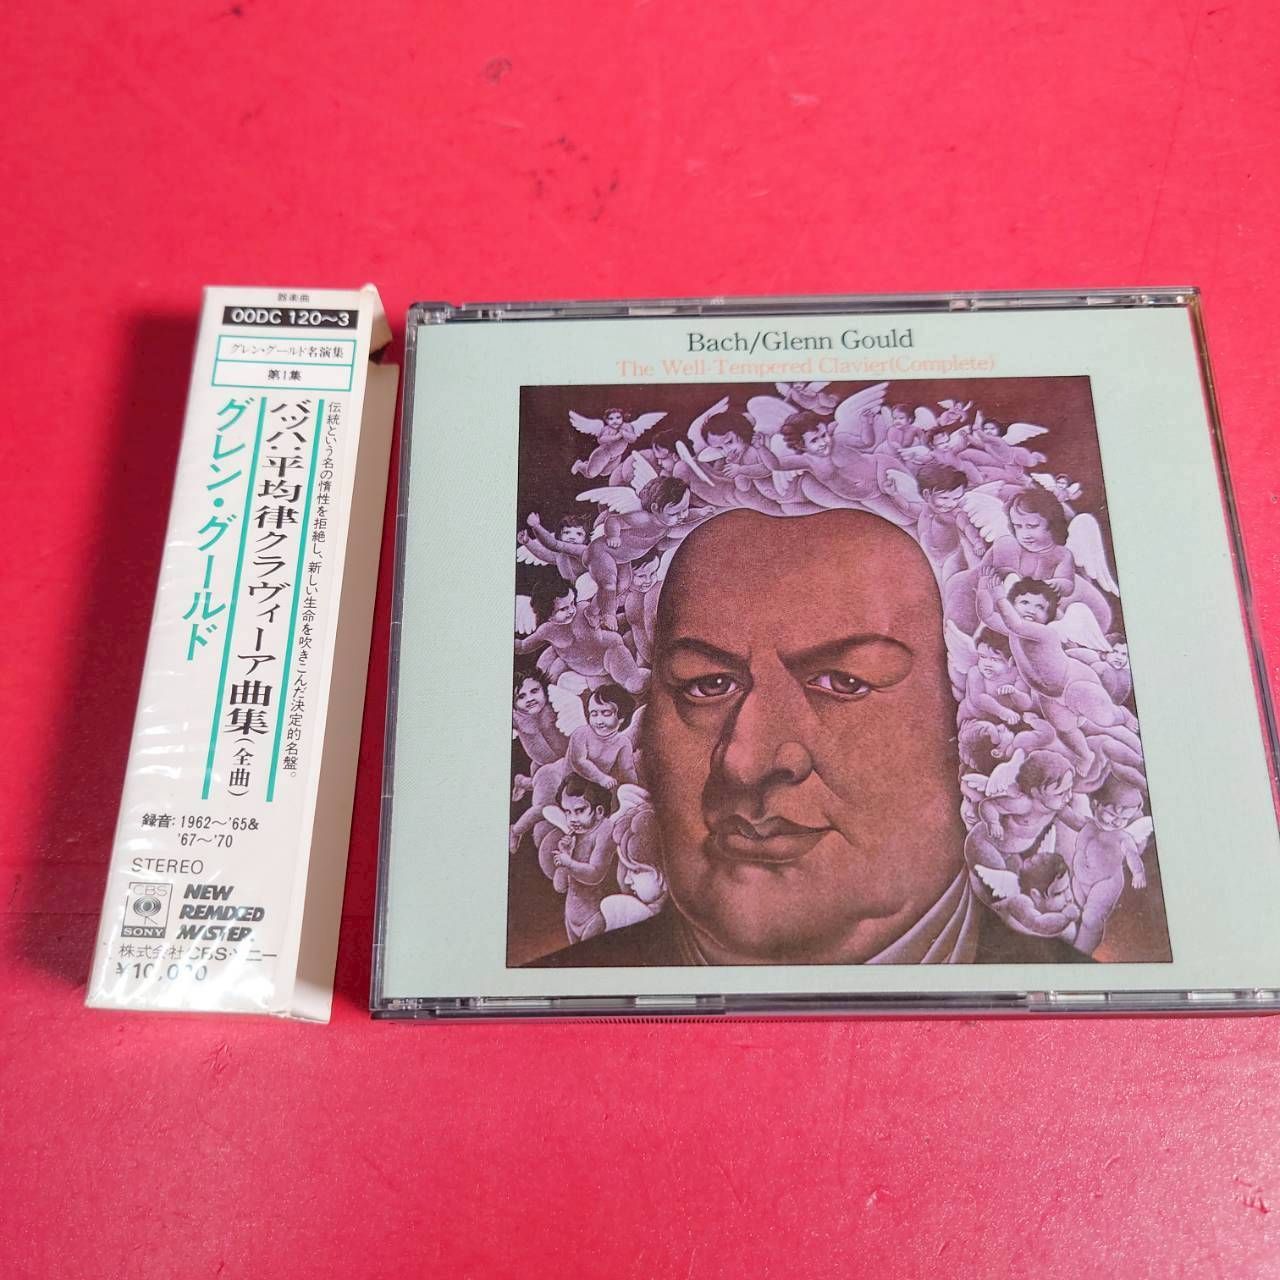 器楽曲
00DC 120〜3
グレン・グールド名演集
第1集
伝統という名の惰性を拒絶し、新しい生命を吹きこんだ決定的名盤。
バッハ:平均律クラヴィーア曲集(全曲)
グレン・グールド
録音: 1962〜'65&
'67〜'70
STEREO
CBS
SONY
NEW
REMIXED
MASTER
株式会社CBS・ソニー
¥10,000
Bach/Glenn Gould
The Well-Tempered Clavier(Complete)